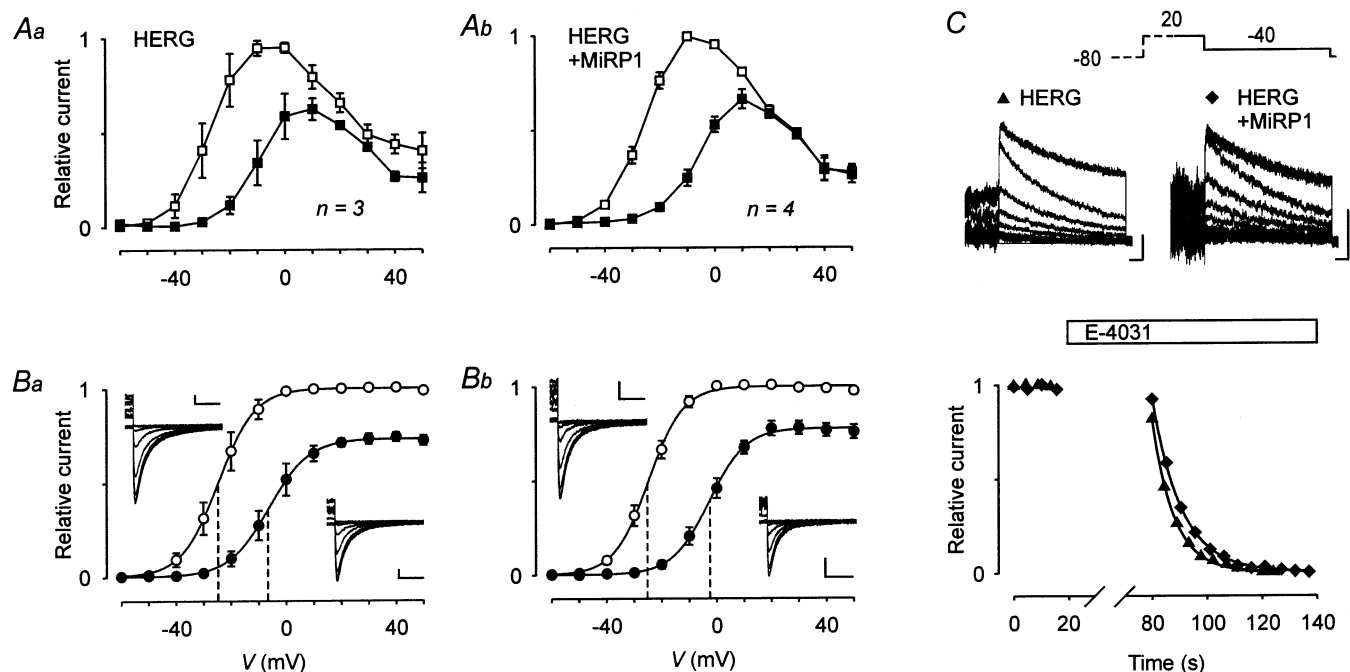 Aa
HERG
1
Relative current
0
n = 3
-40
0
40
Ab
HERG
+MiRP1
1
0
n = 4
-40
0
40
C
20
-80
-40
HERG
HERG
+MiRP1
Ba
1
Relative current
0
-40
0
40
V (mV)
Bb
1
0
-40
0
40
V (mV)
E-4031
1
Relative current
0
0
20
80
100
120
140
Time (s)